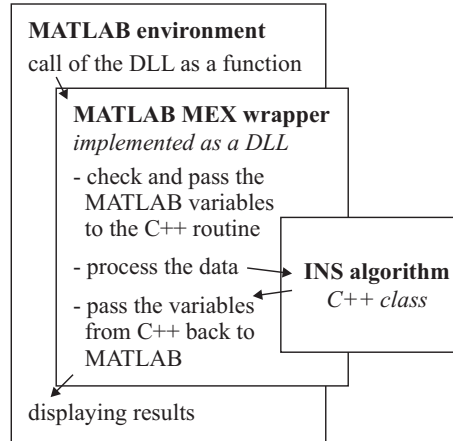 MATLAB environment
call of the DLL as a function
MATLAB MEX wrapper
implemented as a DLL
- check and pass the
MATLAB variables
to the C++ routine
- process the data
- pass the variables
from C++ back to
MATLAB
INS algorithm
C++ class
displaying results